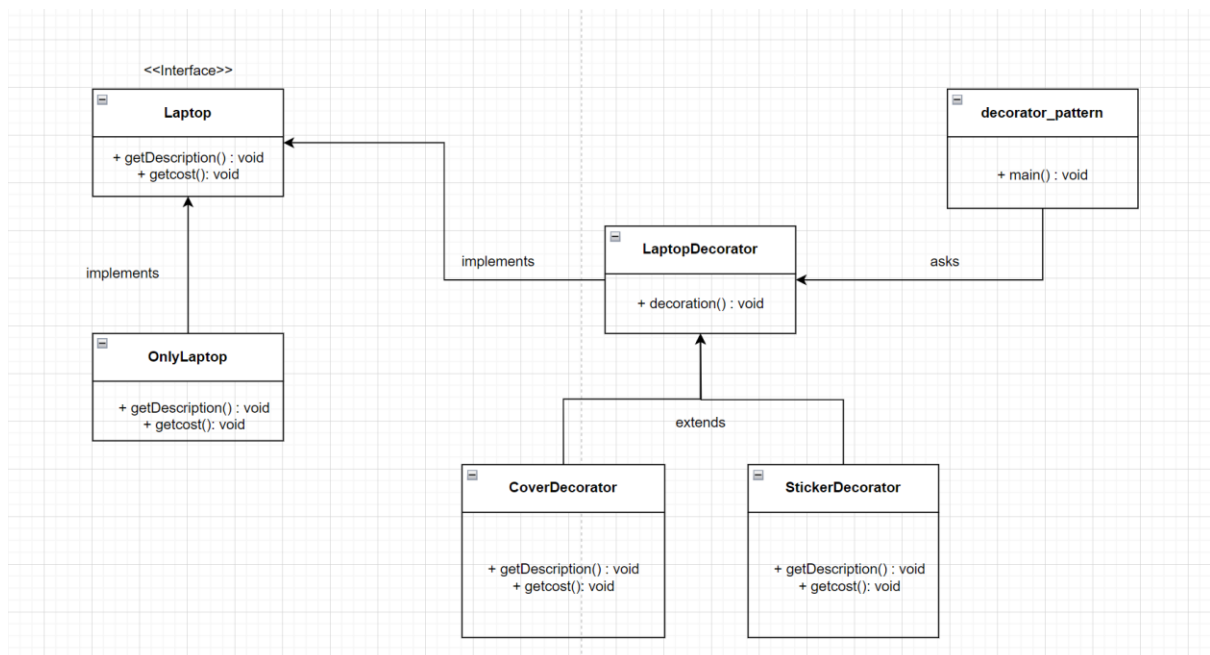 <<Interface>>
Laptop
+ getDescription() : void
+ getcost(): void
implements
OnlyLaptop
+ getDescription() : void
+ getcost(): void
implements
LaptopDecorator
+ decoration() : void
asks
decorator_pattern
+ main() : void
extends
CoverDecorator
+ getDescription() : void
+ getcost(): void
StickerDecorator
+ getDescription() : void
+ getcost(): void